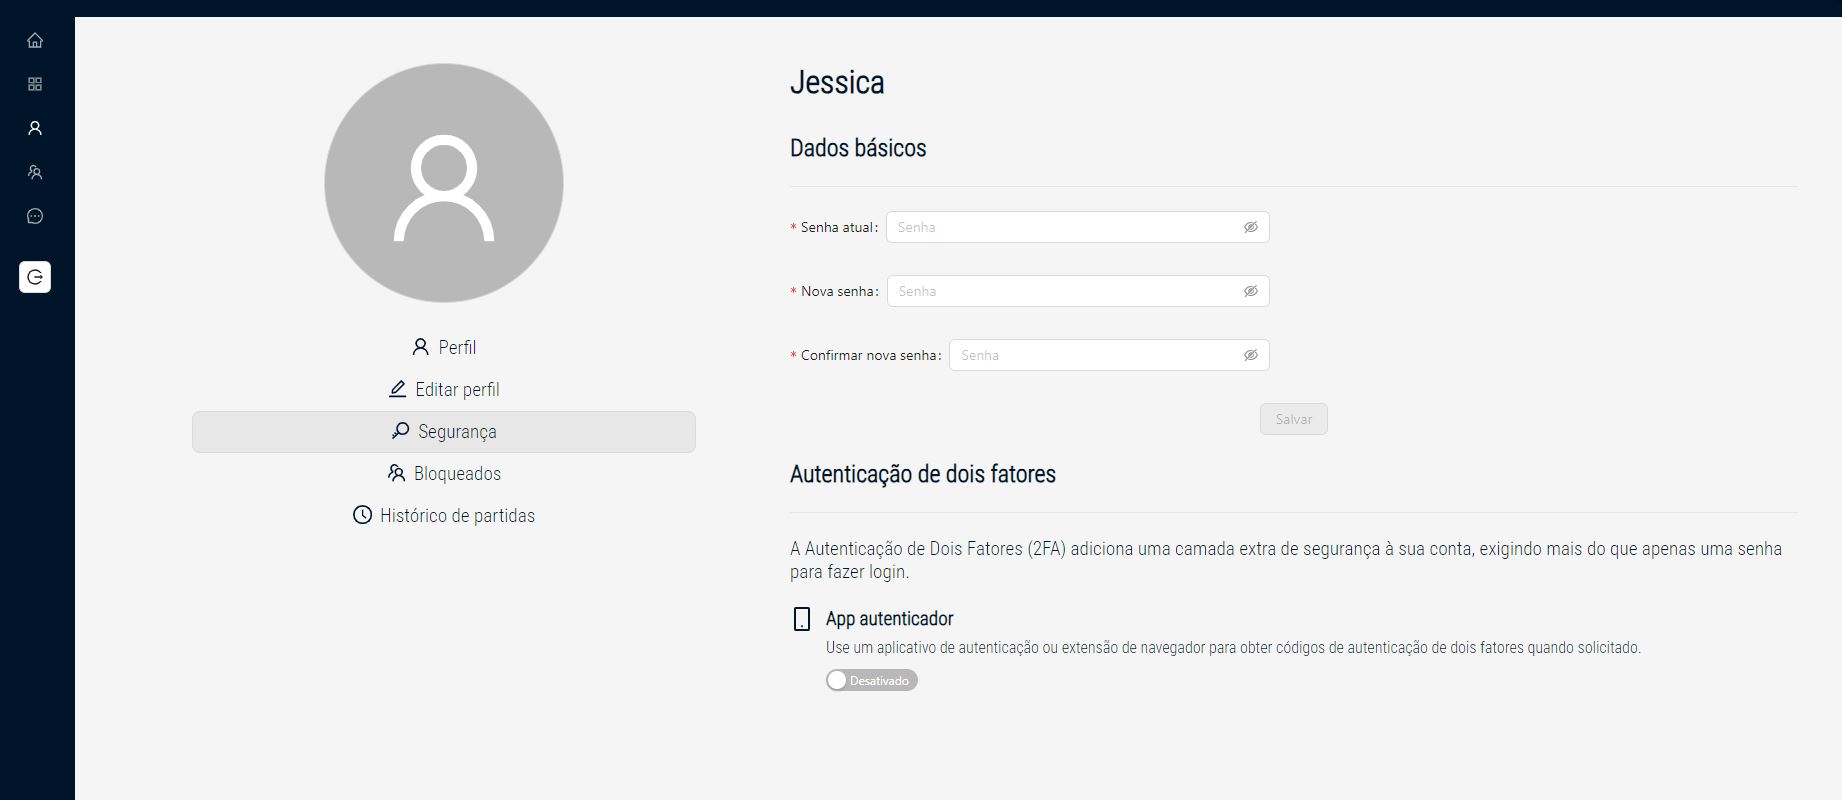 Perfil
Editar perfil
Segurança
Bloqueados
Histórico de partidas
Jessica
Dados básicos
* Senha atual: Senha
* Nova senha: Senha
* Confirmar nova senha: Senha
Salvar
Autenticação de dois fatores
A Autenticação de Dois Fatores (2FA) adiciona uma camada extra de segurança à sua conta, exigindo mais do que apenas uma senha
para fazer login.
App autenticador
Use um aplicativo de autenticação ou extensão de navegador para obter códigos de autenticação de dois fatores quando solicitado.
Desativado